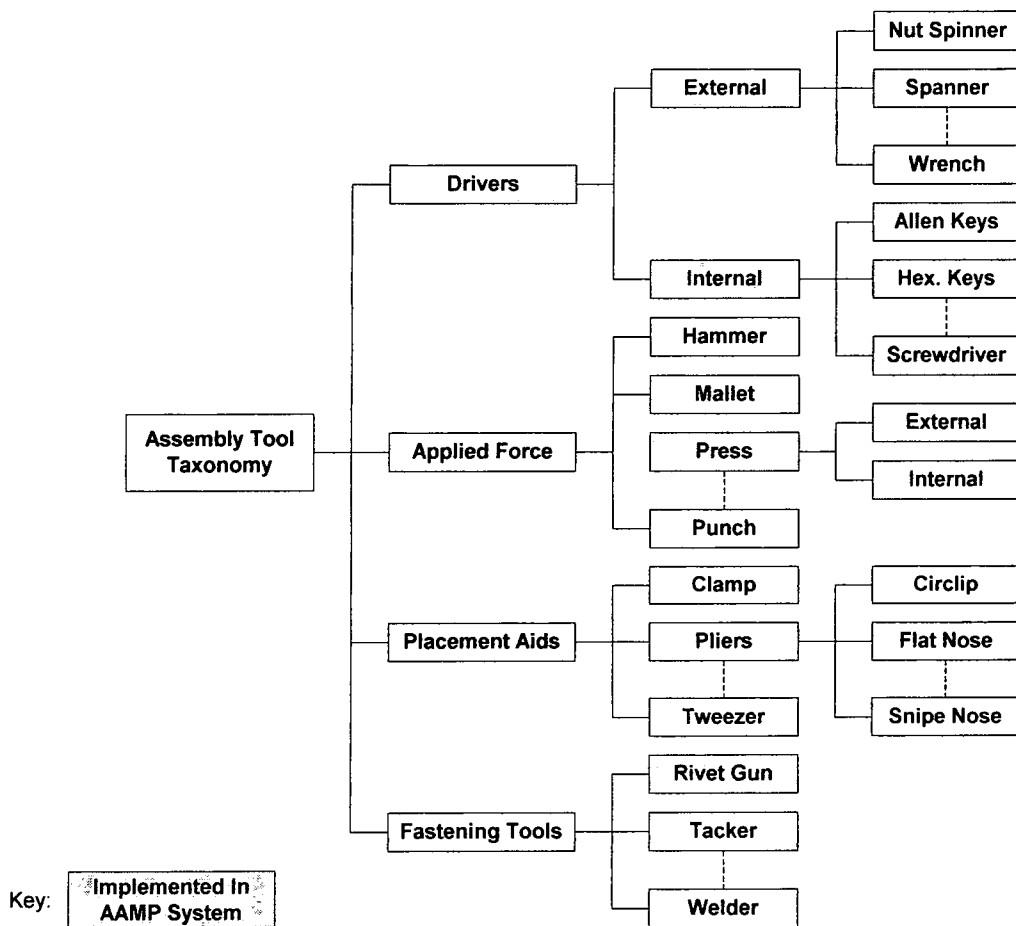 Assembly Tool
Taxonomy
Drivers
External
Nut Spinner
Spanner
Wrench
Internal
Allen Keys
Hex. Keys
Screwdriver
Applied Force
Hammer
Mallet
Press
External
Internal
Punch
Placement Aids
Clamp
Pliers
Circlip
Flat Nose
Snipe Nose
Tweezer
Fastening Tools
Rivet Gun
Tacker
Welder
Key:
Implemented In
AAMP System